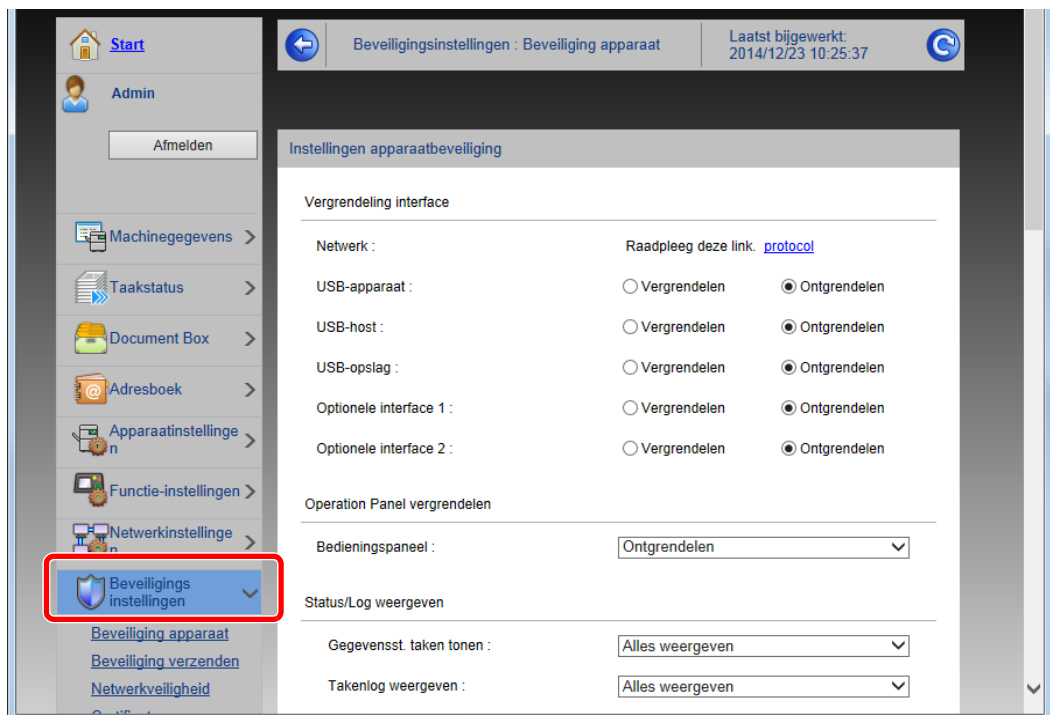 Start
Beveiligingsinstellingen : Beveiliging apparaat
Laatst bijgewerkt:
2014/12/23 10:25:37
Admin
Afmelden
Machinegegevens
Taakstatus
Document Box
Adresboek
Apparaatinstellinge
n
Functie-instellingen
Netwerkinstellinge
n
Beveiligings
instellingen
Beveiliging apparaat
Beveiliging verzenden
Netwerkveiligheid
Instellingen apparaatbeveiliging
Vergrendeling interface
Netwerk : Raadpleeg deze link. protocol
USB-apparaat : Vergrendelen Ontgrendelen
USB-host : Vergrendelen Ontgrendelen
USB-opslag : Vergrendelen Ontgrendelen
Optionele interface 1 : Vergrendelen Ontgrendelen
Optionele interface 2 : Vergrendelen Ontgrendelen
Operation Panel vergrendelen
Bedieningspaneel : Ontgrendelen
Status/Log weergeven
Gegevensst. taken tonen : Alles weergeven
Takenlog weergeven : Alles weergeven